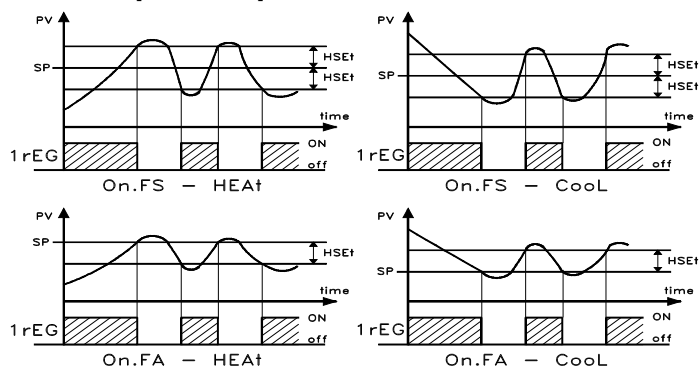 PV
HSEt
SP
HSEt
time
ON
1rEG
off
On.FS – HEAt
PV
HSEt
SP
HSEt
time
ON
1rEG
off
On.FS – CooL
PV
SP
HSEt
time
ON
1rEG
off
On.FA – HEAt
PV
HSEt
SP
time
ON
1rEG
off
On.FA – CooL